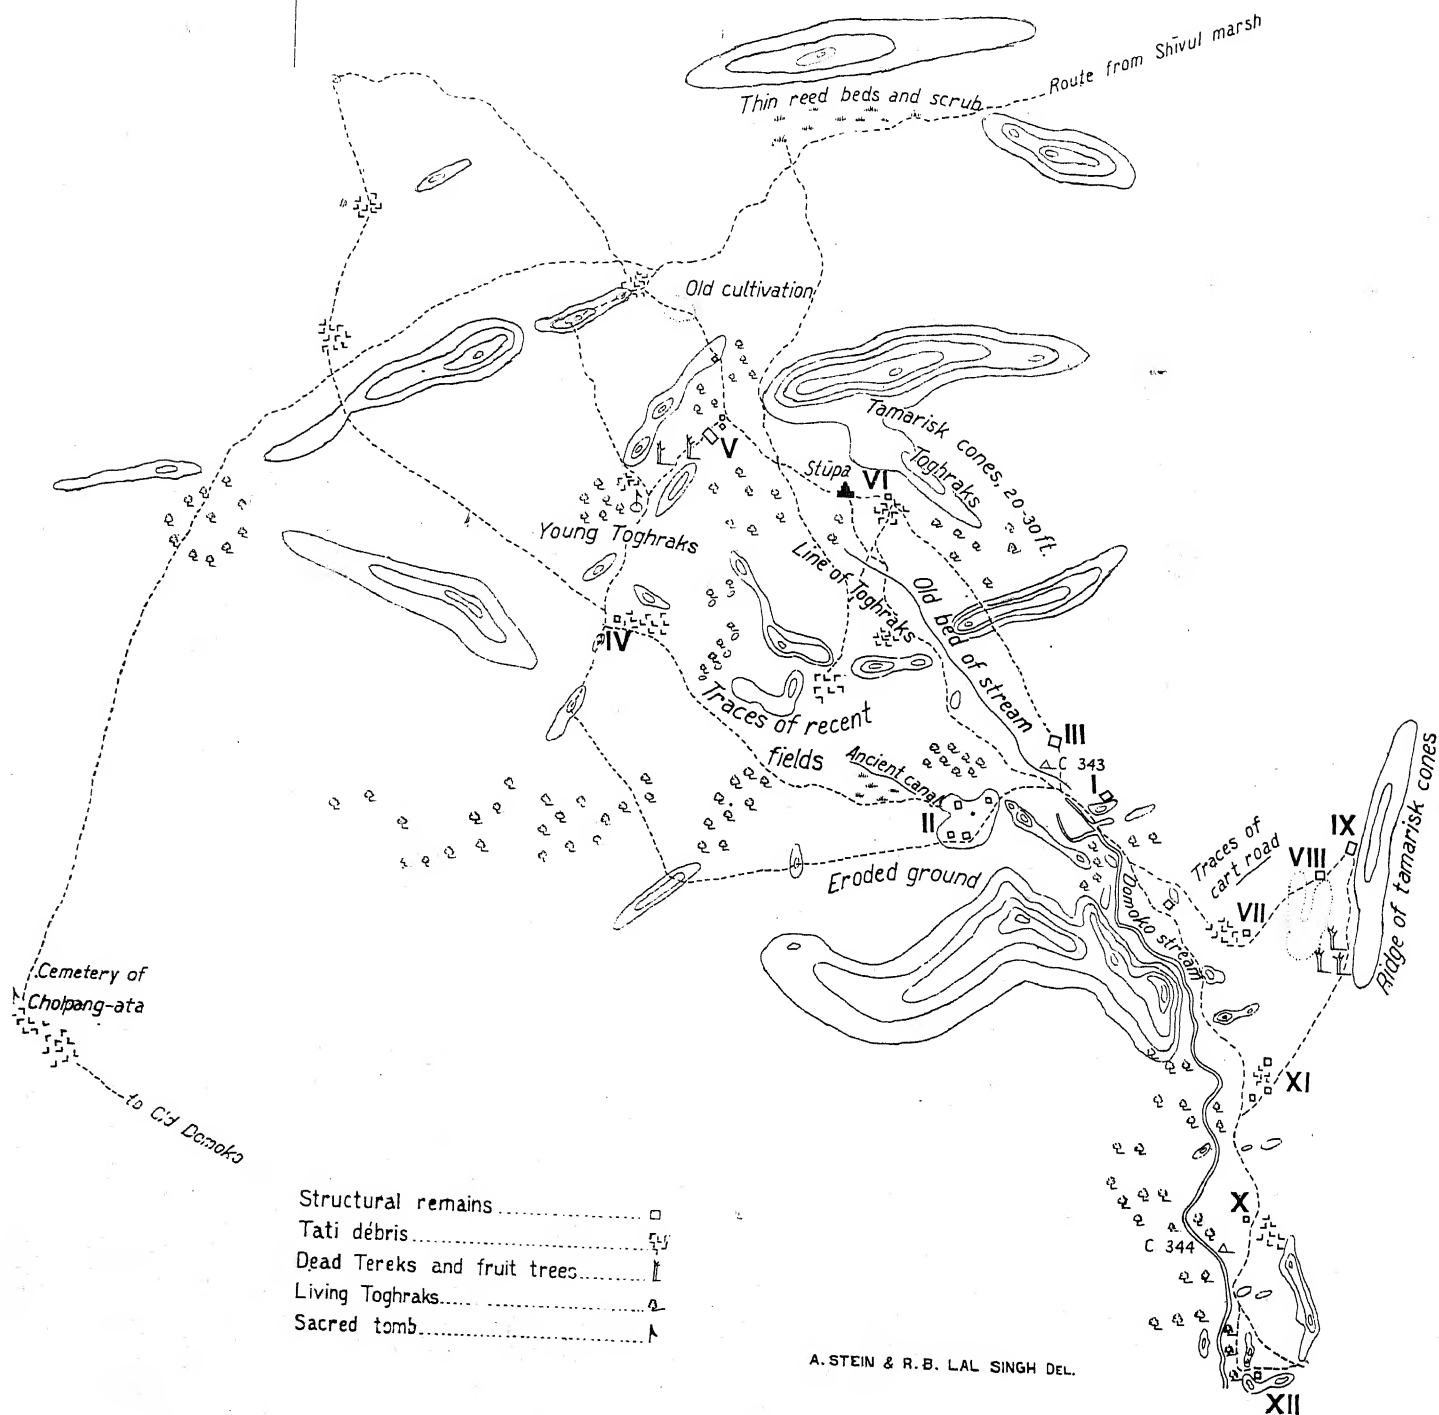 Route from Shīvul marsh
Thin reed beds and scrub
Old cultivation
Tamarisk cones, 20-30ft.
Toghraks
V
Stūpa
VI
Young Toghraks
Line of Toghraks
Old bed of stream
IV
Traces of recent
fields
Ancient canal
III
C 343
I
II
Eroded ground
Domoko stream
Traces of
cart road
VII
VIII
IX
Ridge of tamarisk cones
Cemetery of
Cholpang-ata
to Old Domoko
XI
X
C 344
XII
Structural remains
Tati débris
Dead Tereks and fruit trees
Living Toghraks
Sacred tomb
A. STEIN & R.B. LAL SINGH DEL.